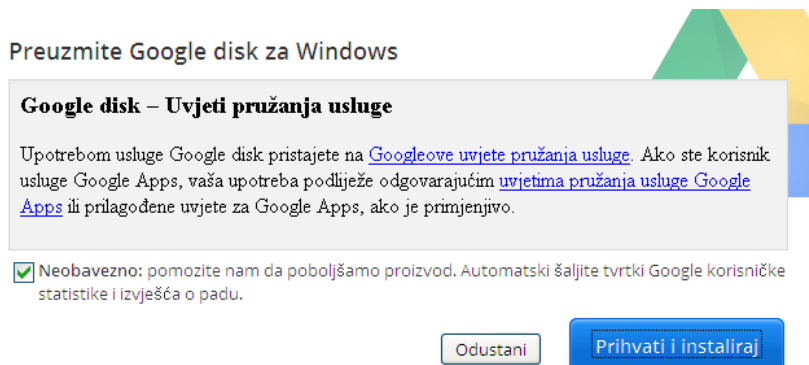 Preuzmite Google disk za Windows
Google disk – Uvjeti pružanja usluge
Upotrebom usluge Google disk pristajete na Googleove uvjete pružanja usluge. Ako ste korisnik
usluge Google Apps, vaša upotreba podliježe odgovarajućim uvjetima pružanja usluge Google
Apps ili prilagođene uvjete za Google Apps, ako je primjenjivo.
Neobavezno: pomozite nam da poboljšamo proizvod. Automatski šaljite tvrtki Google korisničke
statistike i izvješća o padu.
Odustani
Prihvati i instaliraj